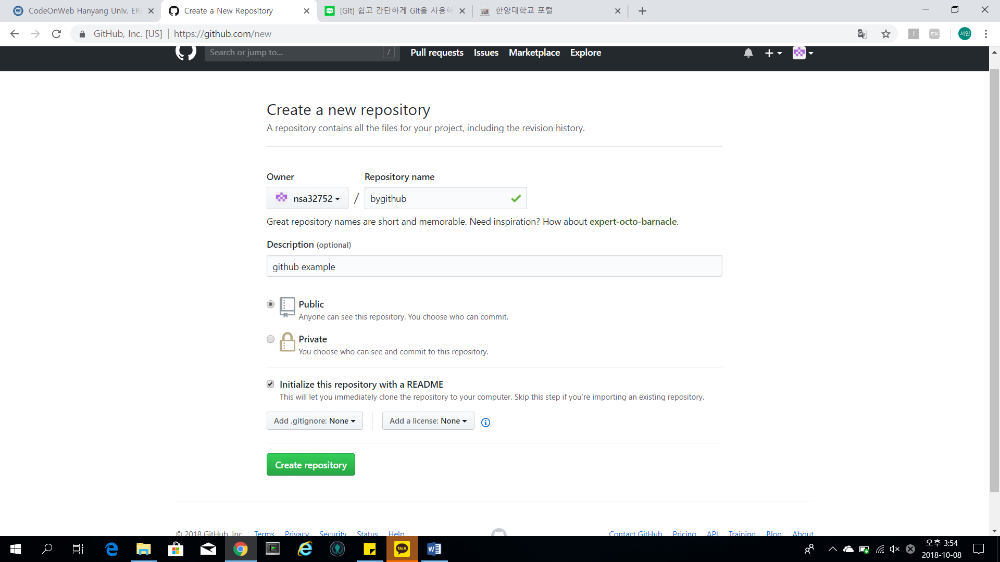 CodeOnWeb Hanyang Univ. ERI
Create a New Repository
[Git] 쉽고 간단하게 Git을 사용하
한양대학교 포털
GitHub, Inc. [US] https://github.com/new
서연
Search or jump to... /
Pull requests Issues Marketplace Explore
Create a new repository
A repository contains all the files for your project, including the revision history.
Owner
Repository name
nsa32752 / bygithub
Great repository names are short and memorable. Need inspiration? How about expert-octo-barnacle.
Description (optional)
github example
Public
Anyone can see this repository. You choose who can commit.
Private
You choose who can see and commit to this repository.
Initialize this repository with a README
This will let you immediately clone the repository to your computer. Skip this step if you’re importing an existing repository.
Add .gitignore: None
Add a license: None
Create repository
© 2018 GitHub, Inc. Terms Privacy Security Status Help
Contact GitHub Pricing API Training Blog About
TALK
오후 3:54
2018-10-08